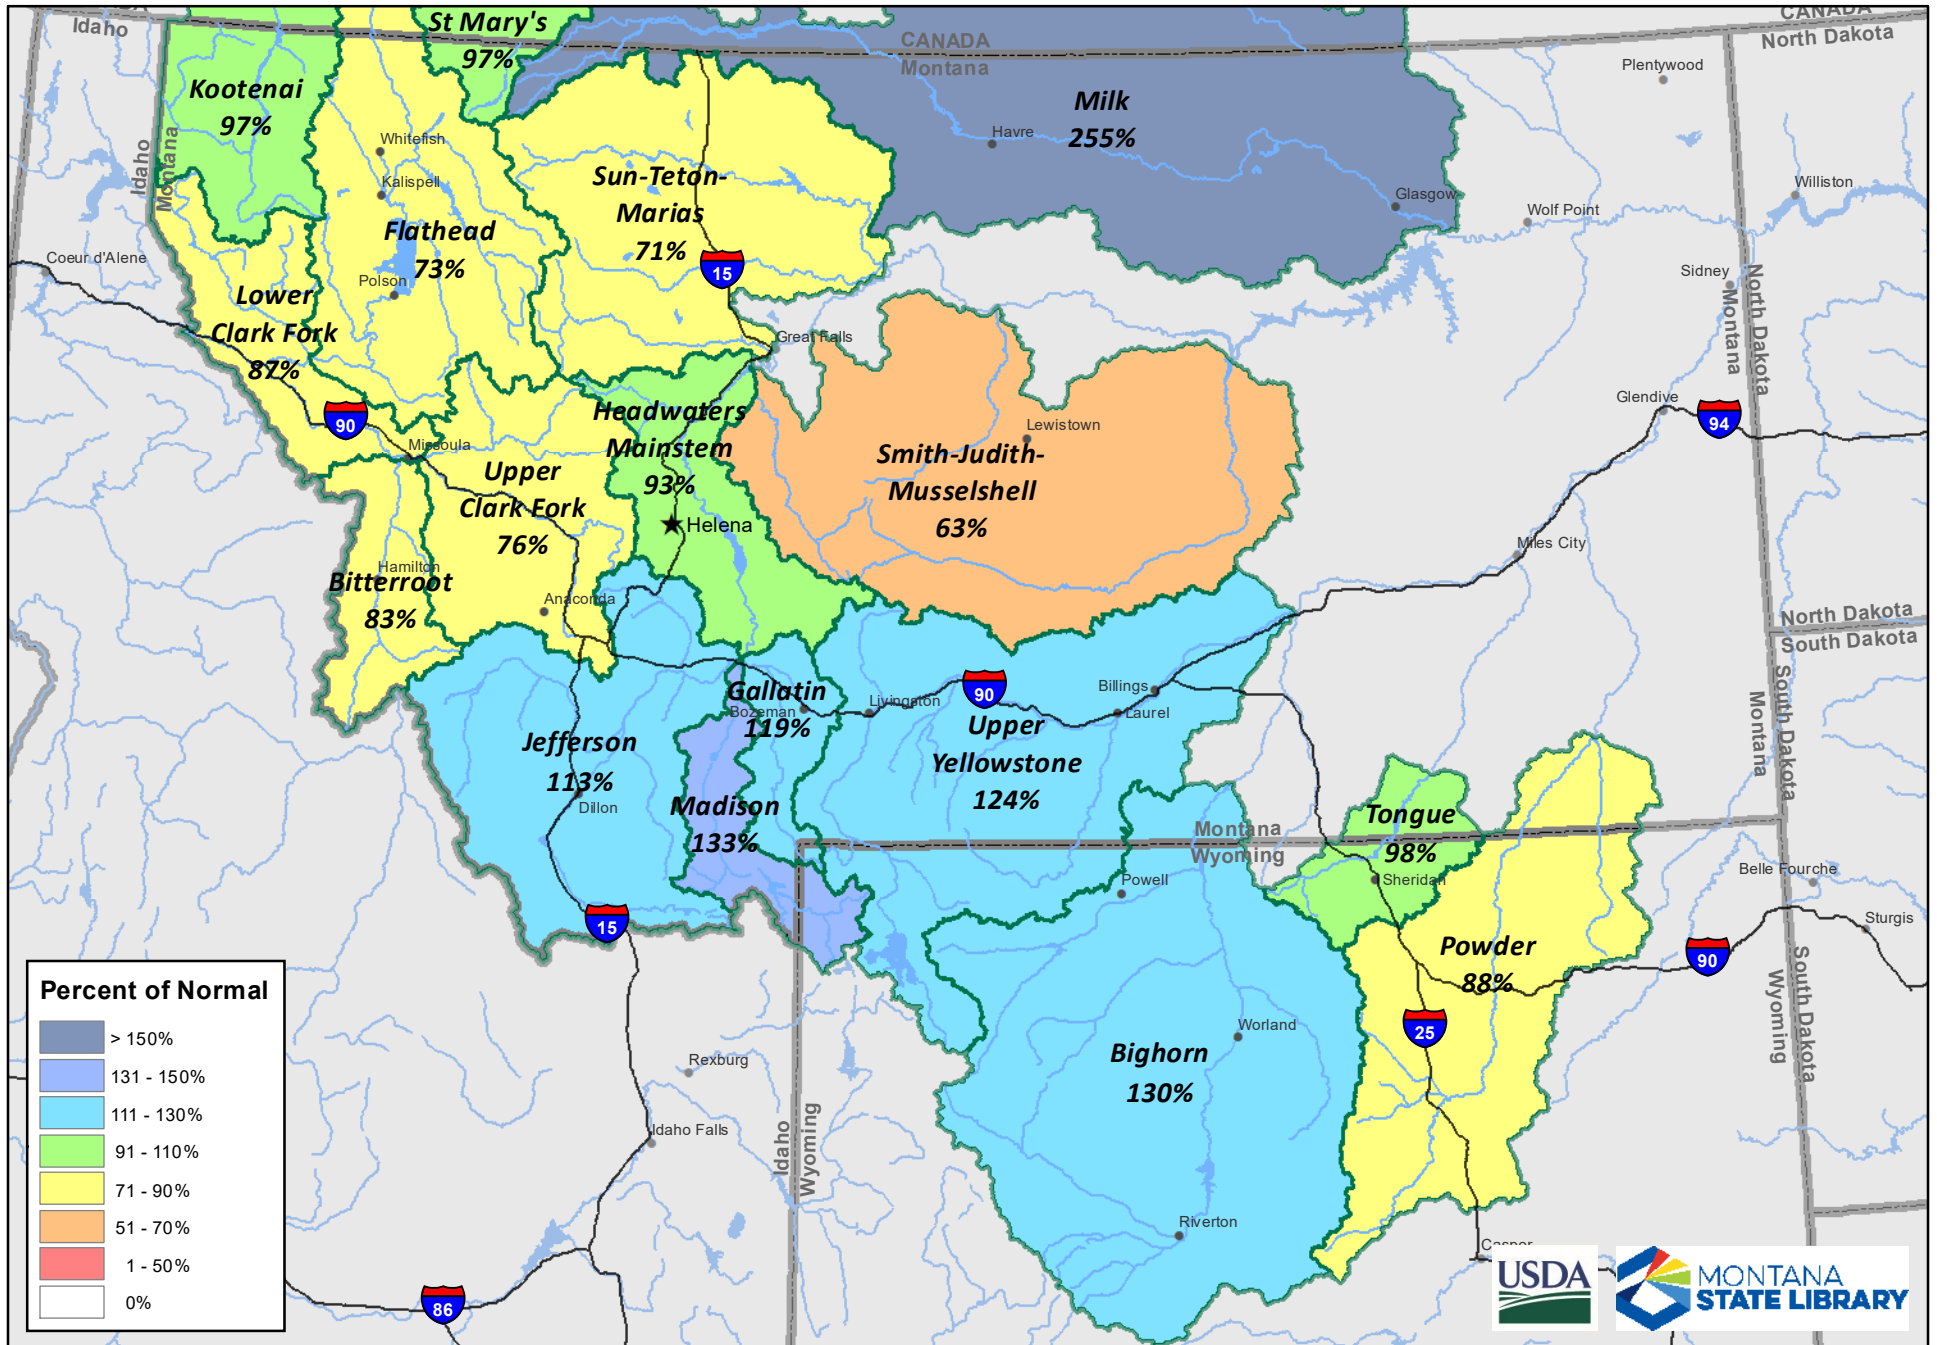 CANADA
Idaho
St Mary's
97%
CANADA
Montana
CANADA
North Dakota
Plentywood
Kootenai
97%
Milk
255%
Havre
Whitefish
Idaho
Montana
Kalispell
Sun-Teton-
Marias
71%
15
Glasgow
Wolf Point
Williston
Flathead
73%
Coeur d'Alene
Polson
Sidney
Montana
North Dakota
Lower
Clark Fork
87%
Great Falls
90
Missoula
Headwaters
Mainstem
93%
Helena
Lewistown
Smith-Judith-
Musselshell
63%
Glendive
94
Upper
Clark Fork
76%
Miles City
Hamilton
Bitterroot
83%
Anaconda
North Dakota
South Dakota
Gallatin
Bozeman
119%
Livingston
90
Billings
Laurel
Upper
Yellowstone
124%
Montana
South Dakota
Jefferson
113%
Dillon
Madison
133%
Montana
Wyoming
Tongue
98%
Sheridan
Powell
Belle Fourche
Sturgis
15
Powder
88%
90
South Dakota
Wyoming
25
Percent of Normal
> 150%
131 - 150%
111 - 130%
91 - 110%
71 - 90%
51 - 70%
1 - 50%
0%
Worland
Bighorn
130%
Rexburg
Idaho Falls
Idaho
Wyoming
Riverton
Casper
86
USDA
MONTANA
STATE LIBRARY